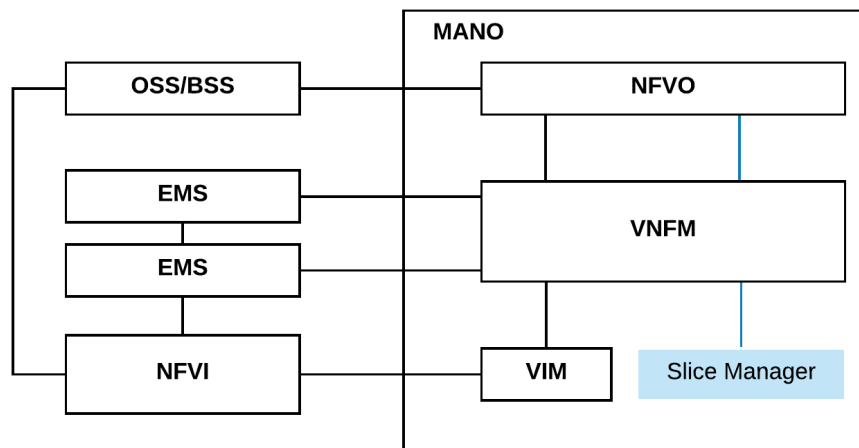 MANO
OSS/BSS
NFVO
EMS
VNFM
EMS
NFVI
VIM
Slice Manager